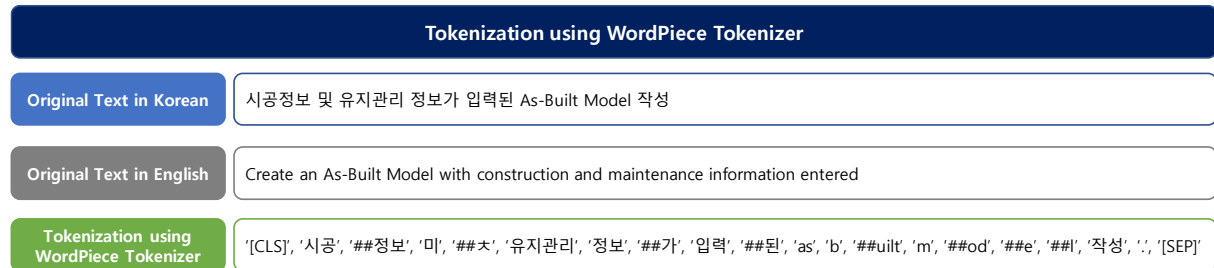 Tokenization using WordPiece Tokenizer
Original Text in Korean
시공정보 및 유지관리 정보가 입력된 As-Built Model 작성
Original Text in English
Create an As-Built Model with construction and maintenance information entered
Tokenization using
WordPiece Tokenizer
'[CLS]', '시공', '##정보', '미', '##ㅊ', '유지관리', '정보', '##가', '입력', '##된', 'as', 'b', '##uilt', 'm', '##od', '##e', '##l', '작성', '.', '[SEP]'